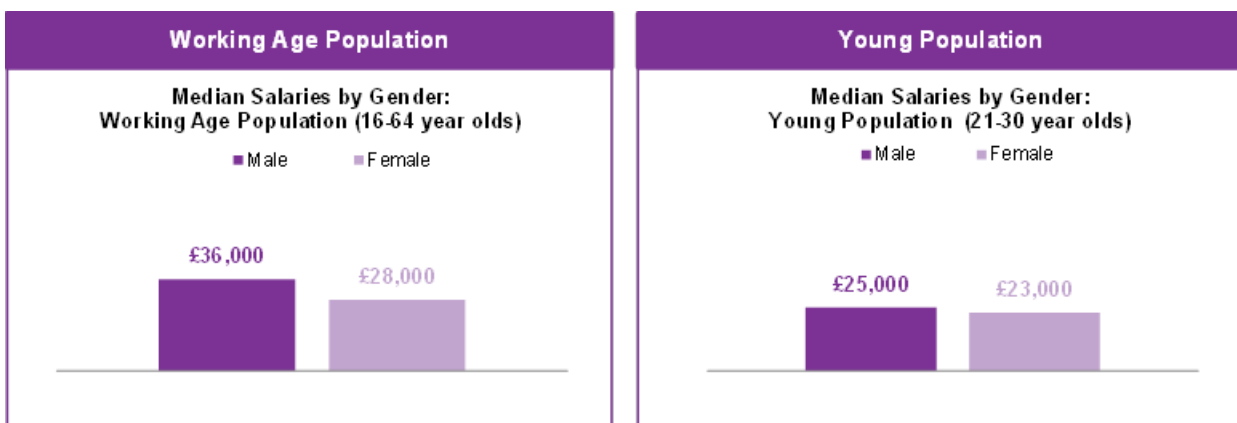 Working Age Population
Median Salaries by Gender:
Working Age Population (16-64 year olds)
Male Female
£36,000
£28,000
Young Population
Median Salaries by Gender:
Young Population (21-30 year olds)
Male Female
£25,000
£23,000